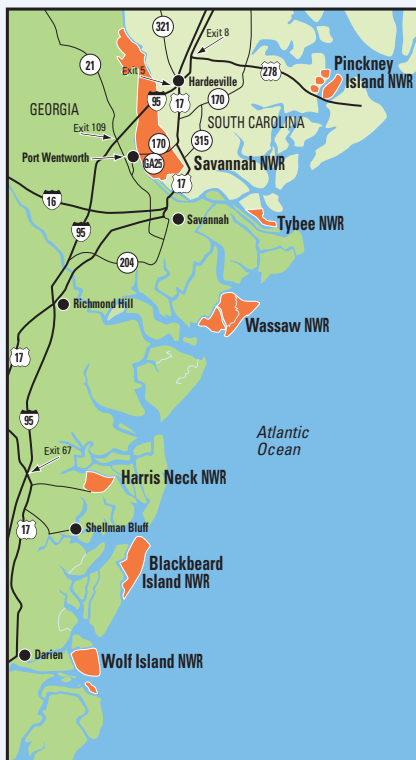 321
Exit 8
21
Exit 5
Hardeeville
278
Pinckney
Island NWR
95
17
170
GEORGIA
SOUTH CAROLINA
Exit 109
170
315
Port Wentworth
GA25
Savannah NWR
17
16
Savannah
Tybee NWR
95
204
Richmond Hill
Wassaw NWR
17
95
Atlantic
Ocean
Exit 67
Harris Neck NWR
17
Shellman Bluff
Blackbeard
Island NWR
Darien
Wolf Island NWR